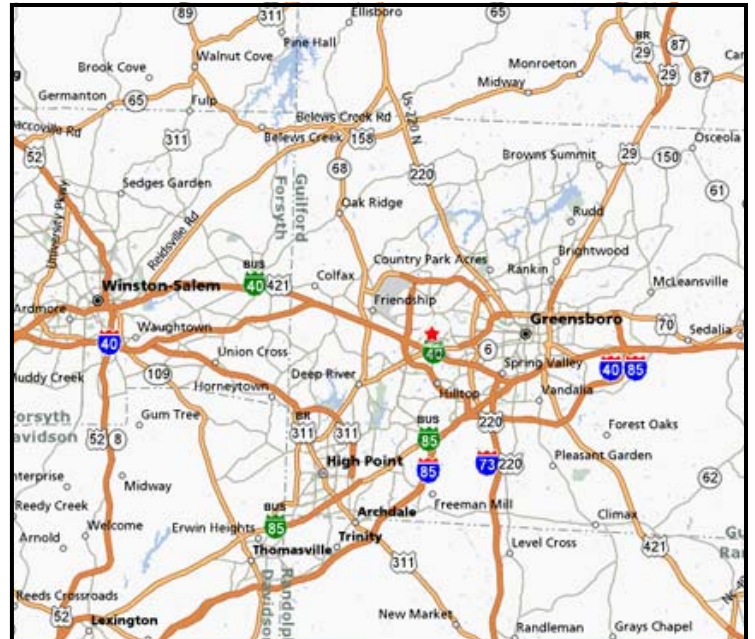 89
311
Ellisboro
65
Pine Hall
BR
29
87
Walnut Cove
Brook Cove
Monroeton
29
87
Midway
Germanton
65
Fulp
Us-220 N
Belews Creek Rd
Belews Creek
158
311
52
29
150
Osceola
68
Browns Summit
220
61
Sedges Garden
University Pkwy
Forsyth
Guilford
Oak Ridge
Rudd
Reidsville Rd
Brightwood
Country Park Acres
Rankin
BUS
40
421
Colfax
McLeansville
Winston-Salem
Friendship
Ardmore
Greensboro
70
Sedalia
Waughtown
40
40
6
Union Cross
Spring Valley
40
85
Muddy Creek
109
Deep River
Horneytown
Hilltop
Vandalia
Forsyth
Davidson
Gum Tree
BR
311
311
BUS
85
220
Forest Oaks
52
8
High Point
85
73
220
Pleasant Garden
62
Midway
Reedy Creek
Freeman Mill
BUS
85
Archdale
Climax
Welcome
Erwin Heights
Arnold
Trinity
Thomasville
Level Cross
421
311
Davidson
Randolph
Reeds Crossroads
52
Lexington
New Market
Randleman
Grays Chapel